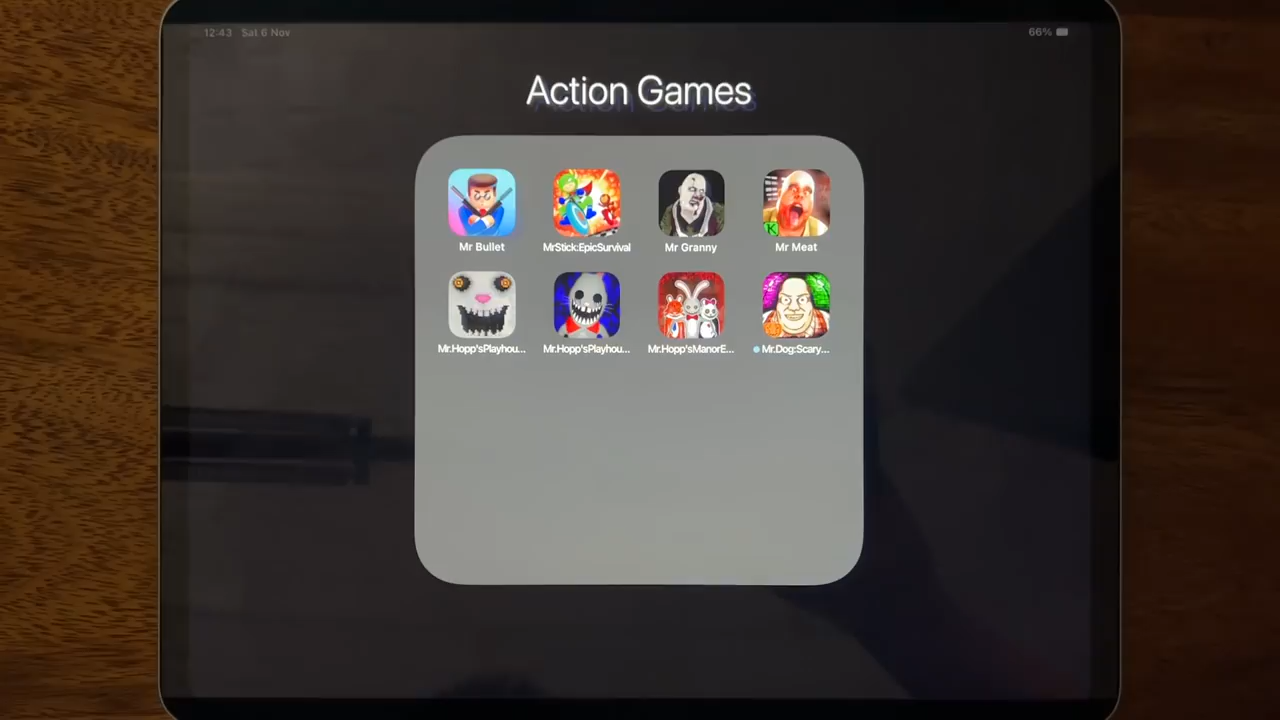 12:43 Sat 6 Nov
66%
Action Games
Mr Bullet
MrStick:EpicSurvival
Mr Granny
Mr Meat
Mr.Hopp'sPlayhou...
Mr.Hopp'sPlayhou...
Mr.Hopp'sManorE...
Mr.Dog:Scary...